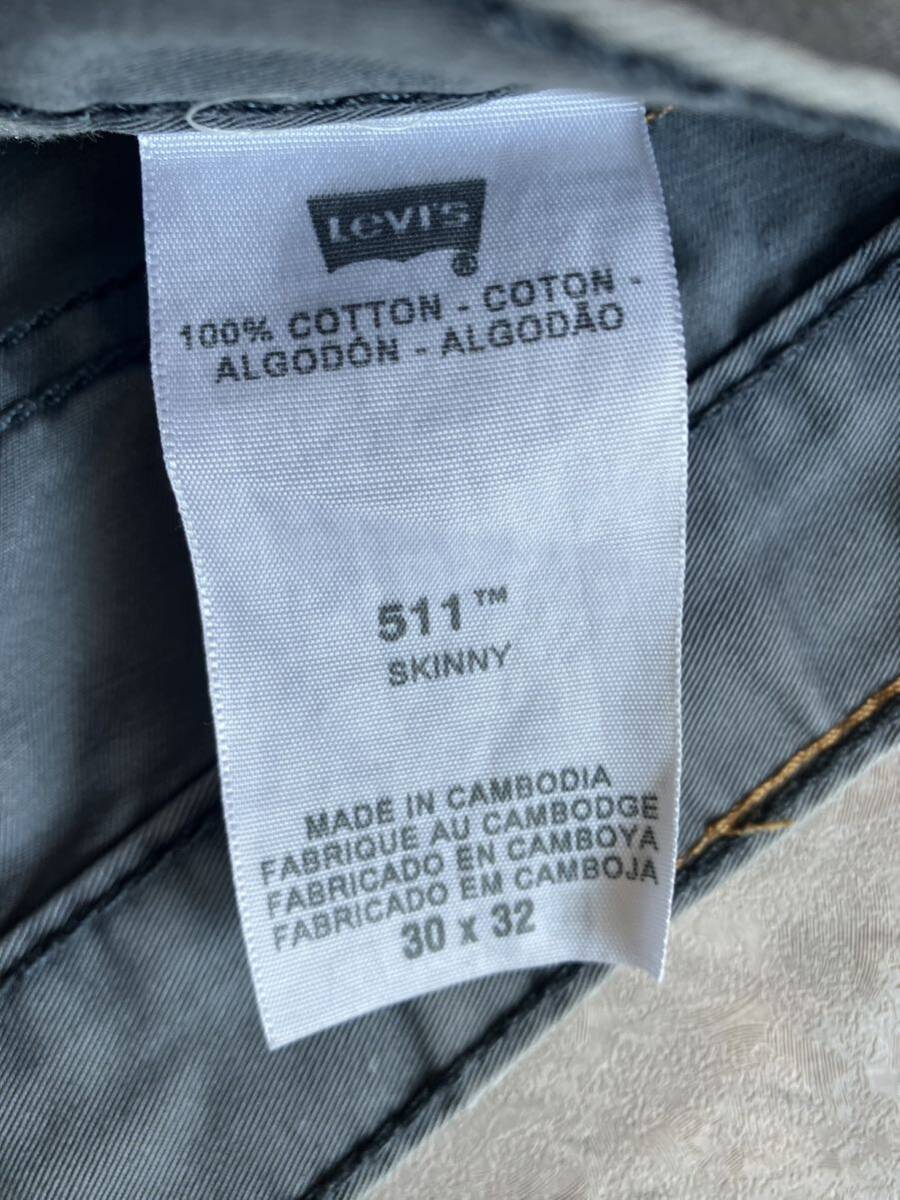 Levi's
®
100% COTTON - COTON -
ALGODÓN - ALGODÃO
511™
SKINNY
MADE IN CAMBODIA
FABRIQUE AU CAMBODGE
FABRICADO EN CAMBOYA
FABRICADO EM CAMBOJA
30 x 32